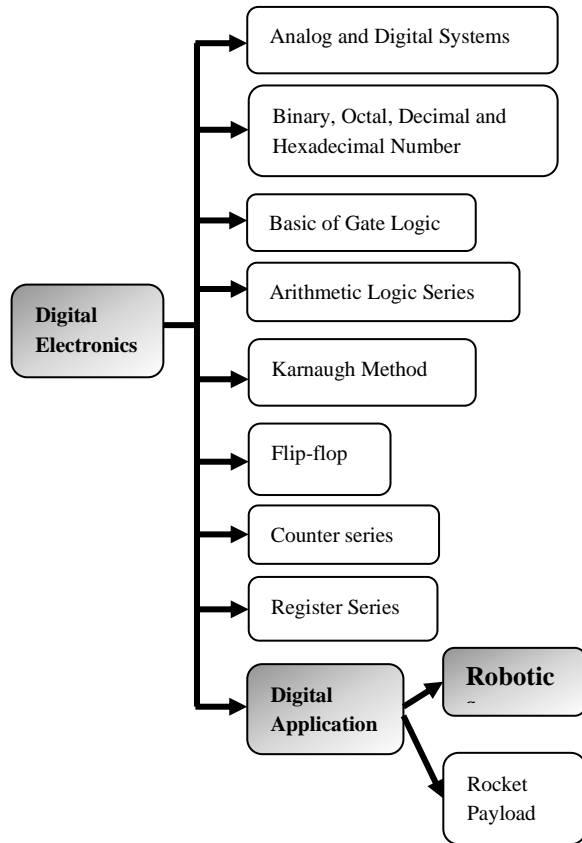 Analog and Digital Systems
Binary, Octal, Decimal and
Hexadecimal Number
Basic of Gate Logic
Arithmetic Logic Series
Digital
Electronics
Karnaugh Method
Flip-flop
Counter series
Register Series
Digital
Application
Robotic
Rocket
Payload